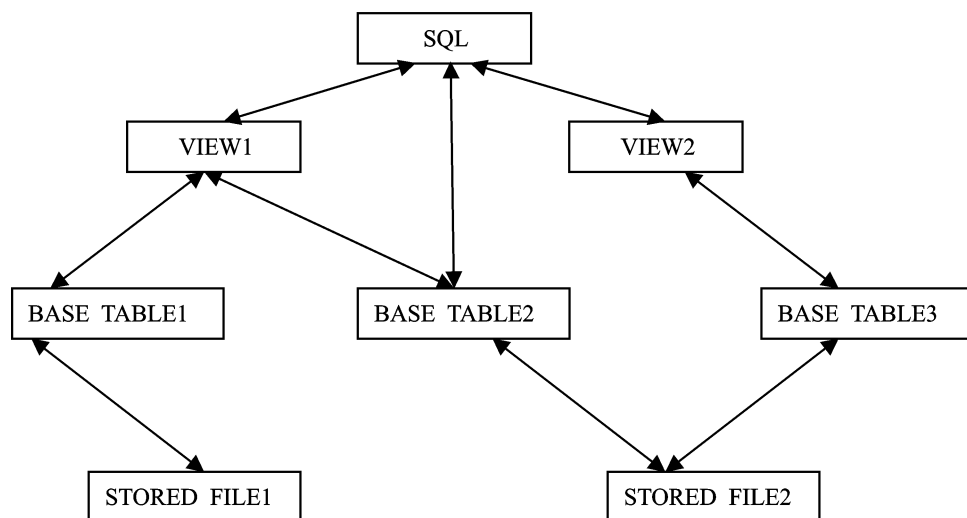 SQL
VIEW1
VIEW2
BASE TABLE1
BASE TABLE2
BASE TABLE3
STORED FILE1
STORED FILE2